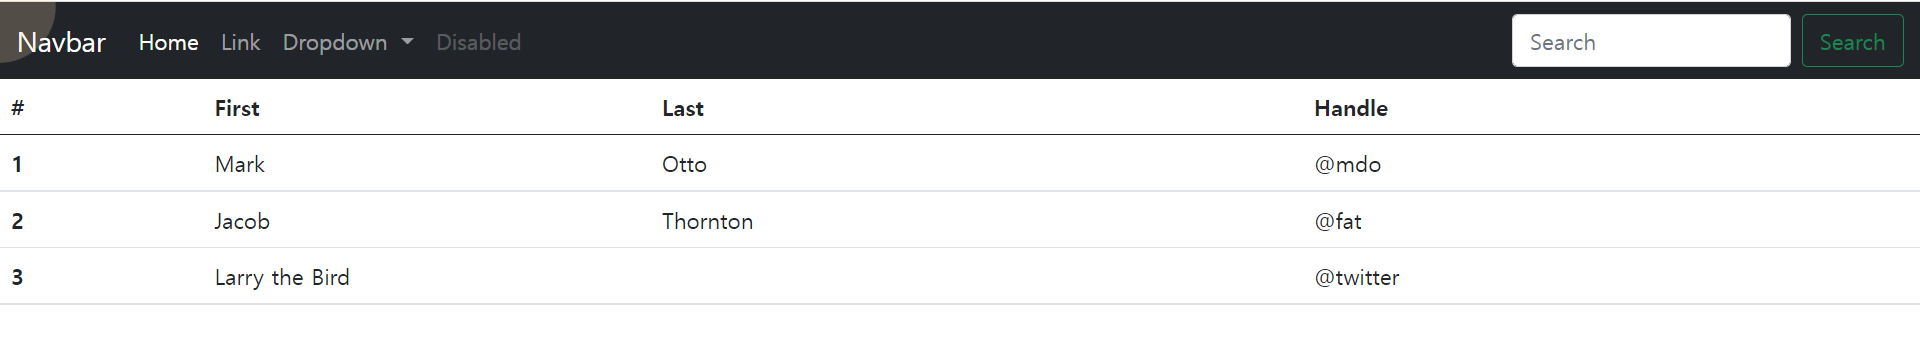 Navbar Home Link Dropdown Disabled Search Search
# First Last Handle
1 Mark Otto @mdo
2 Jacob Thornton @fat
3 Larry the Bird @twitter